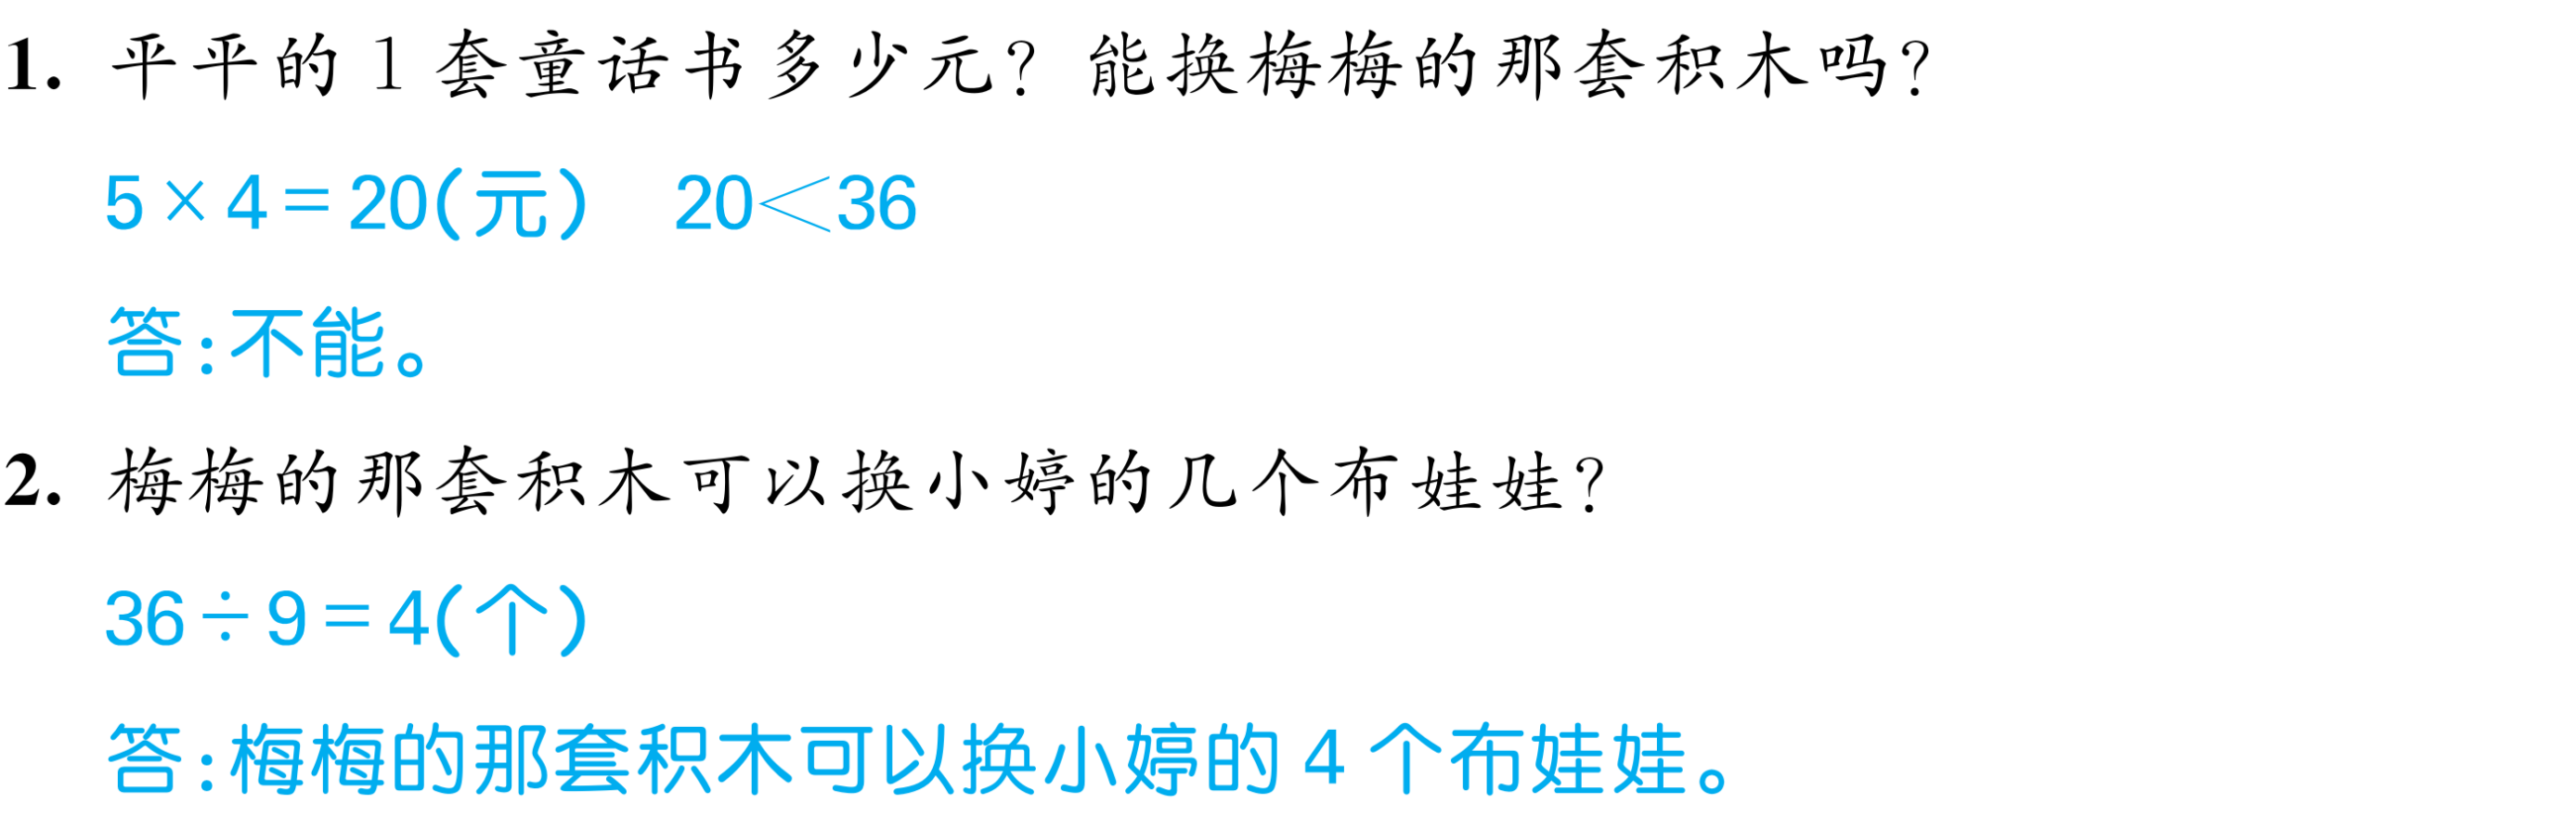 1. 平平的1套童话书多少元？能换梅梅的那套积木吗？
5×4=20(元) 20<36
答:不能。
2. 梅梅的那套积木可以换小婷的几个布娃娃？
36÷9=4(个)
答:梅梅的那套积木可以换小婷的4个布娃娃。